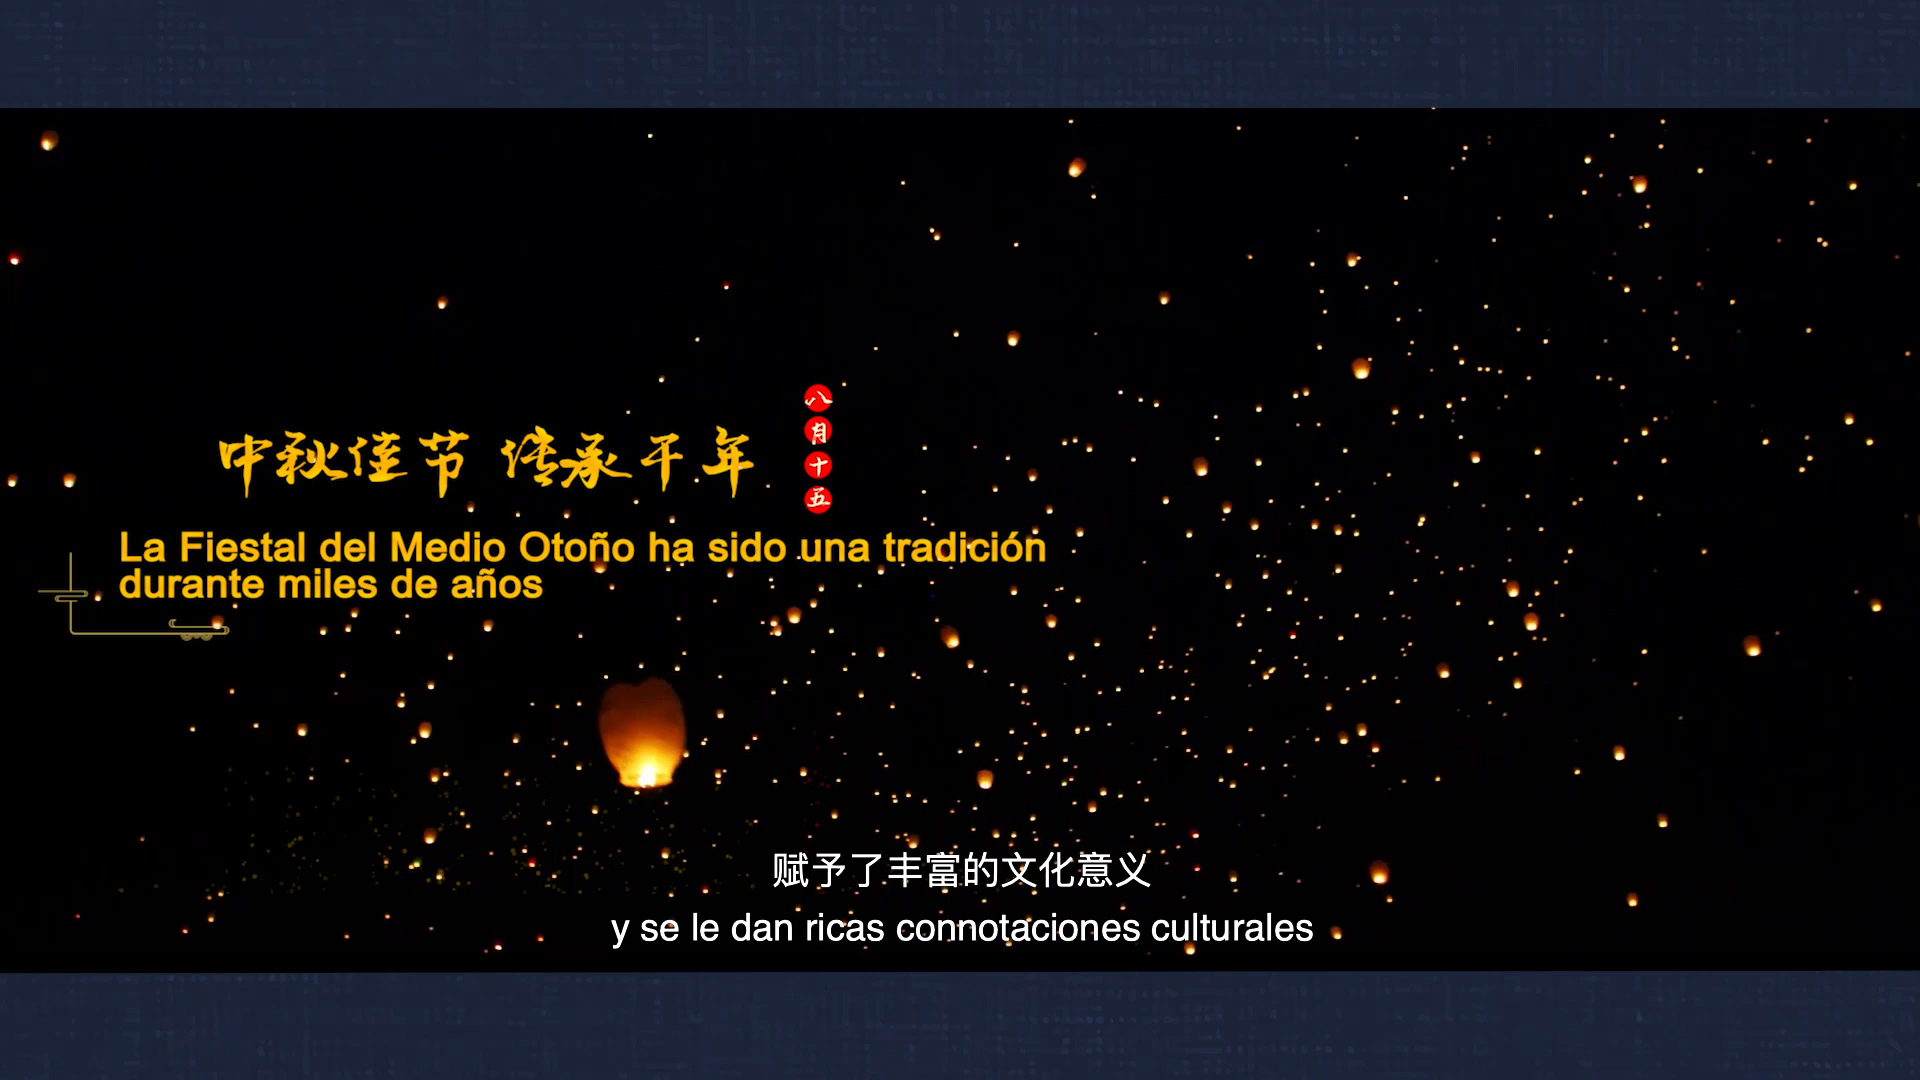 中秋佳节 传承千年
八月十五
La Fiestal del Medio Otoño ha sido una tradición
durante miles de años
赋予了丰富的文化意义
y se le dan ricas connotaciones culturales